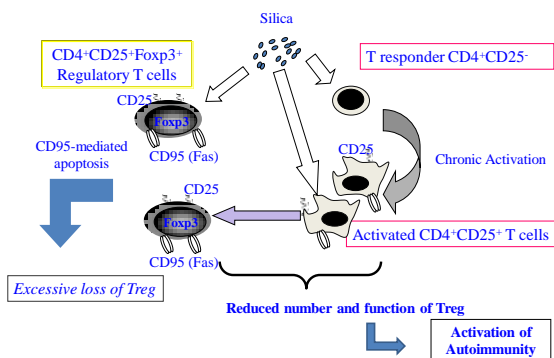 Silica
CD4⁺CD25⁺Foxp3⁺
Regulatory T cells
T responder CD4⁺CD25⁻
CD25
Foxp3
CD95 (Fas)
CD95-mediated
apoptosis
CD25
Chronic Activation
CD25
Foxp3
CD95 (Fas)
Activated CD4⁺CD25⁺ T cells
Excessive loss of Treg
Reduced number and function of Treg
Activation of
Autoimmunity